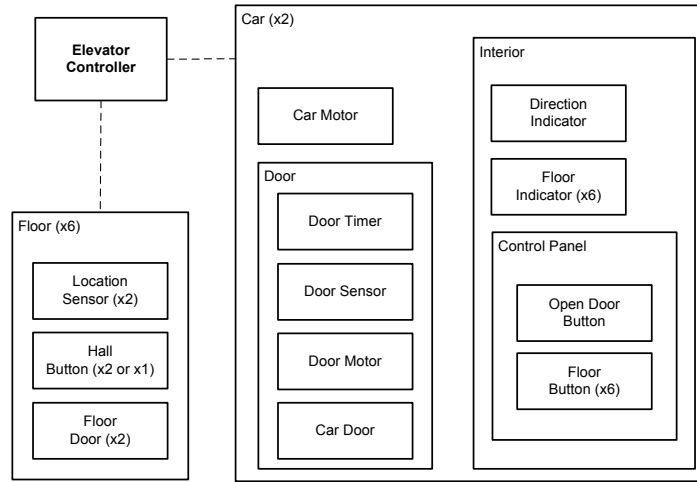 Elevator
Controller
Floor (x6)
Location
Sensor (x2)
Hall
Button (x2 or x1)
Floor
Door (x2)
Car (x2)
Car Motor
Door
Door Timer
Door Sensor
Door Motor
Car Door
Interior
Direction
Indicator
Floor
Indicator (x6)
Control Panel
Open Door
Button
Floor
Button (x6)